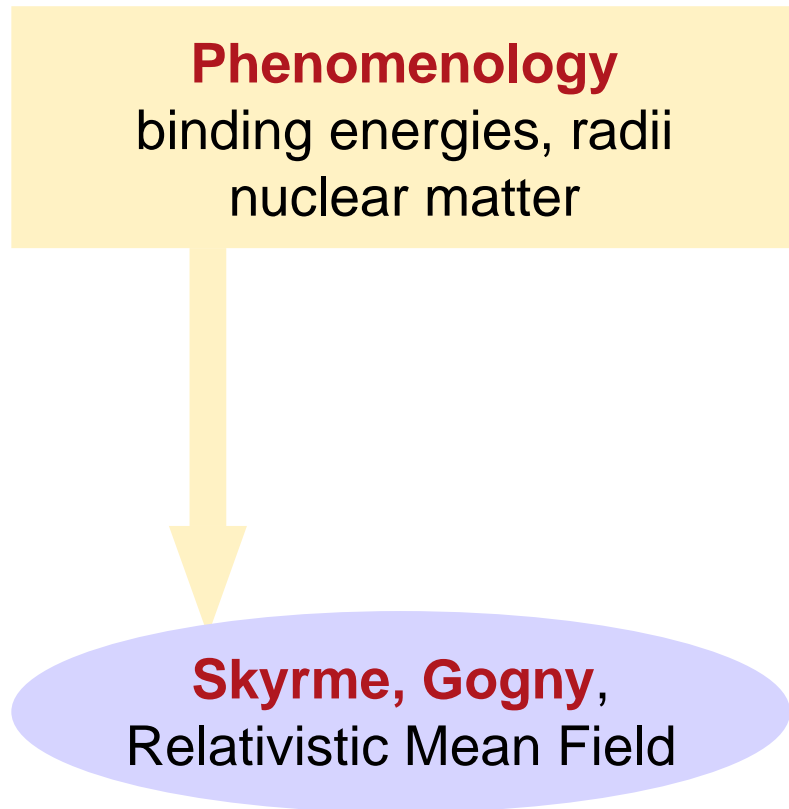 Phenomenology
binding energies, radii
nuclear matter
Skyrme, Gogny,
Relativistic Mean Field